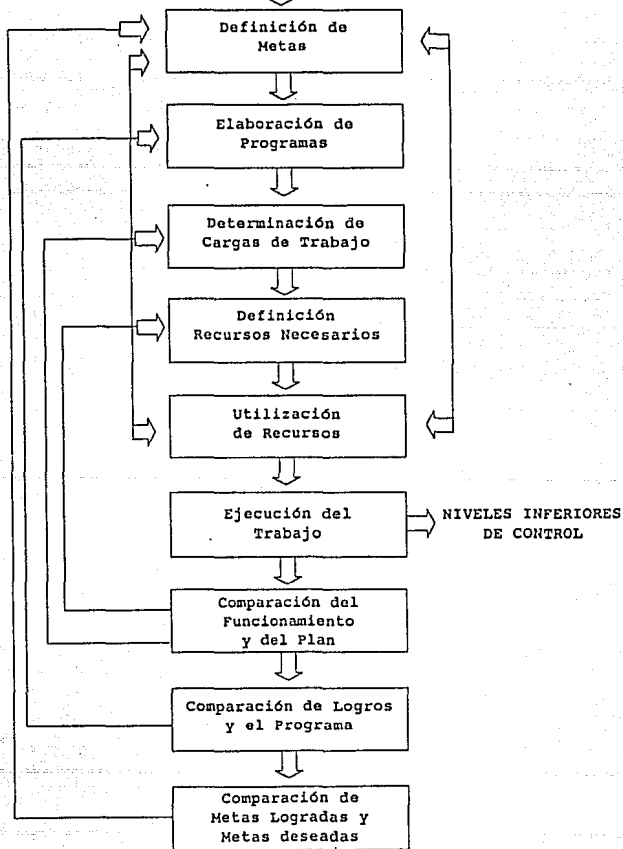 Definición de
Metas
Elaboración de
Programas
Determinación de
Cargas de Trabajo
Definición
Recursos Necesarios
Utilización
de Recursos
Ejecución del
Trabajo
NIVELES INFERIORES
DE CONTROL
Comparación del
Funcionamiento
y del Plan
Comparación de Logros
y el Programa
Comparación de
Metas Logradas y
Metas deseadas